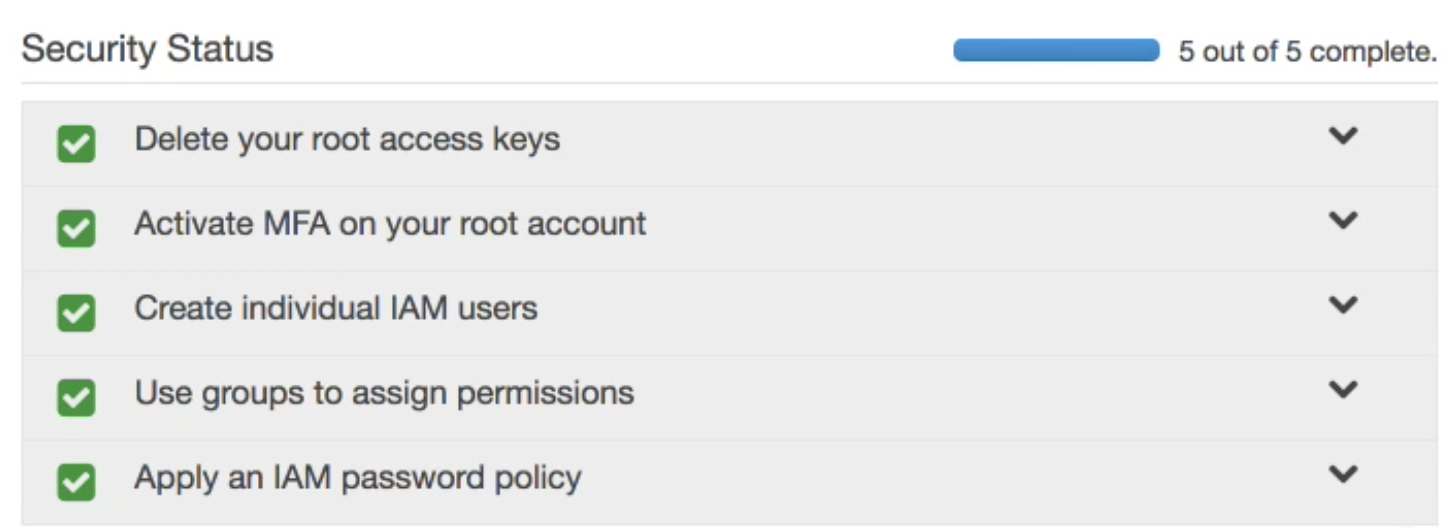 Security Status
5 out of 5 complete.
Delete your root access keys
Activate MFA on your root account
Create individual IAM users
Use groups to assign permissions
Apply an IAM password policy